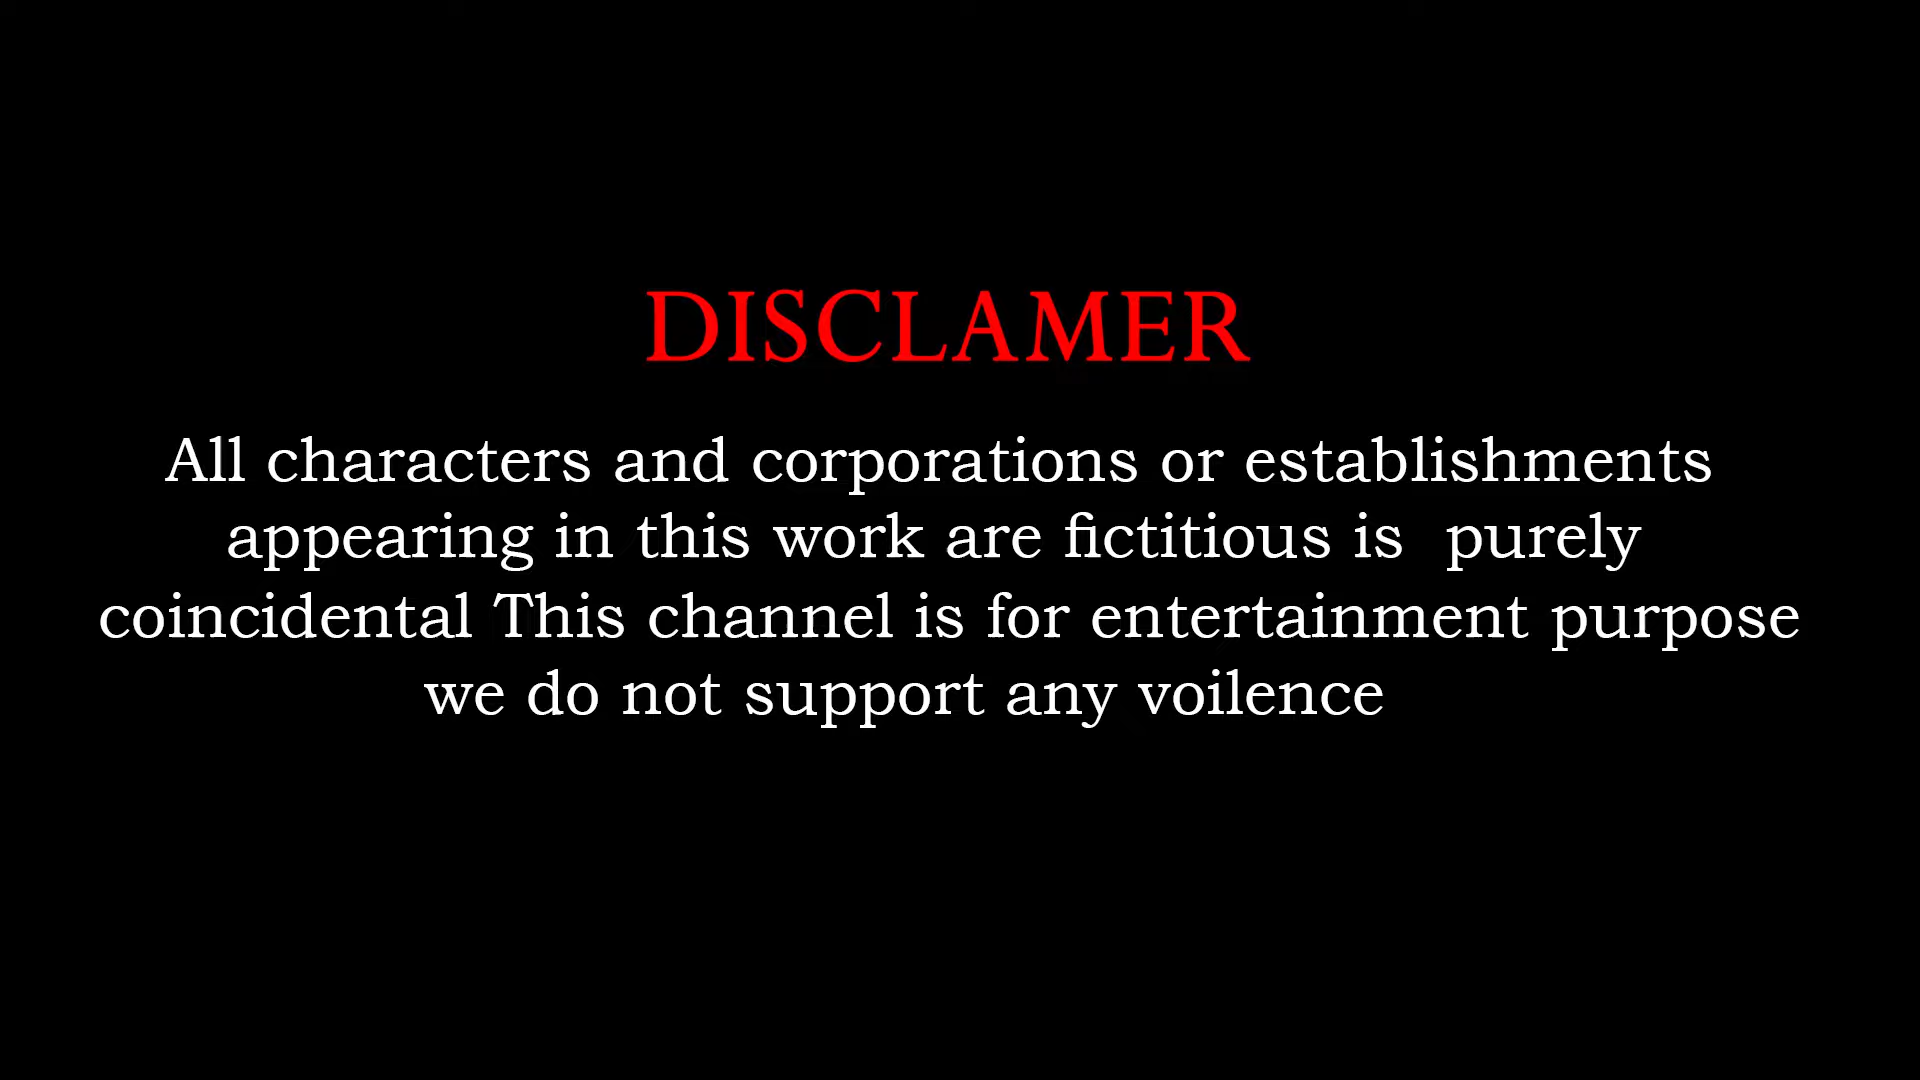 DISCLAMER
All characters and corporations or establishments
appearing in this work are fictitious is  purely
coincidental This channel is for entertainment purpose
we do not support any voilence